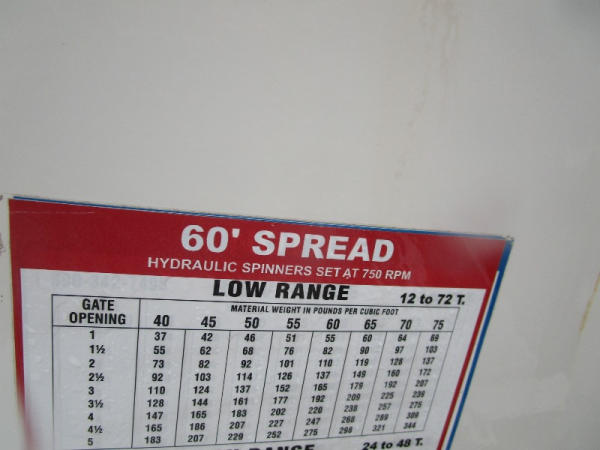 60' SPREAD
HYDRAULIC SPINNERS SET AT 750 RPM
LOW RANGE 12 to 72 T.
GATE OPENING MATERIAL WEIGHT IN POUNDS PER CUBIC FOOT
40 45 50 55 60 65 70 75
1 37 42 46 51 55 60 64 69
1½ 55 62 68 76 82 90 97 103
2 73 82 92 101 110 119 128 137
2½ 92 103 114 126 137 149 160 172
3 110 124 137 152 165 179 192 207
3½ 128 144 161 177 192 209 225 239
4 147 165 183 202 220 238 257 275
4½ 165 186 207 227 247 268 289 309
5 183 207 229 252 275 298 321 344
RANGE 24 to 48 T.